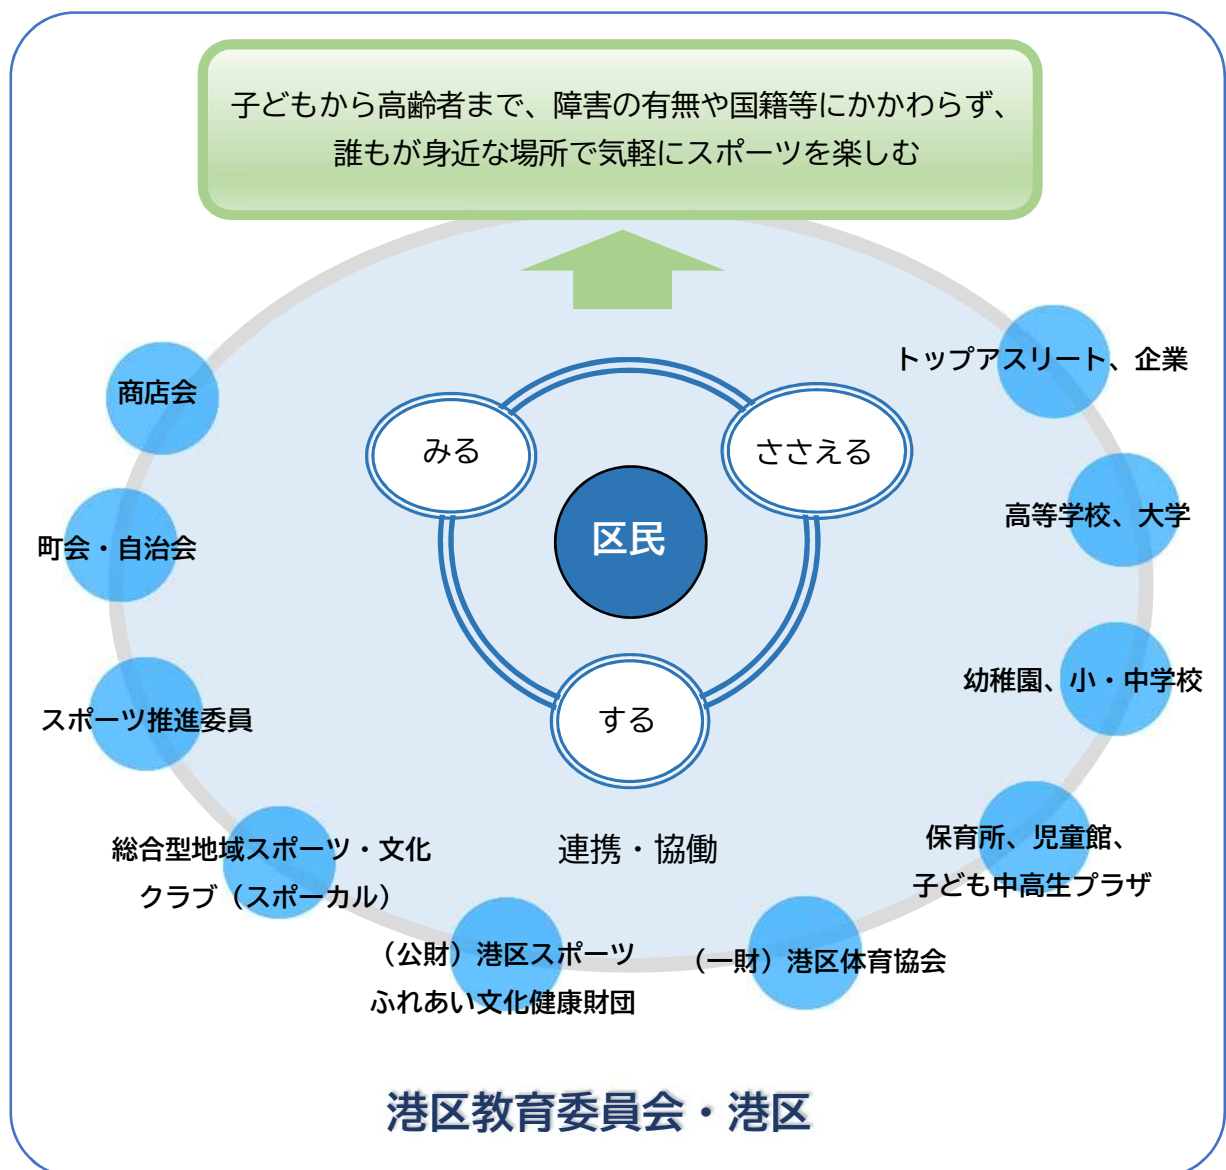 子どもから高齢者まで、障害の有無や国籍等にかかわらず、
誰もが身近な場所で気軽にスポーツを楽しむ
トップアスリート、企業
商店会
みる
ささえる
高等学校、大学
区民
町会・自治会
幼稚園、小・中学校
スポーツ推進委員
する
保育所、児童館、
子ども中高生プラザ
総合型地域スポーツ・文化
クラブ（スポーカル）
連携・協働
（公財）港区スポーツ
ふれあい文化健康財団
（一財）港区体育協会
港区教育委員会・港区